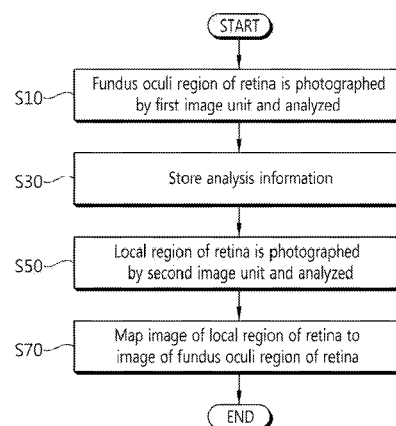 START
S10
Fundus oculi region of retina is photographed
by first image unit and analyzed
S30
Store analysis information
S50
Local region of retina is photographed
by second image unit and analyzed
S70
Map image of local region of retina to
image of fundus oculi region of retina
END